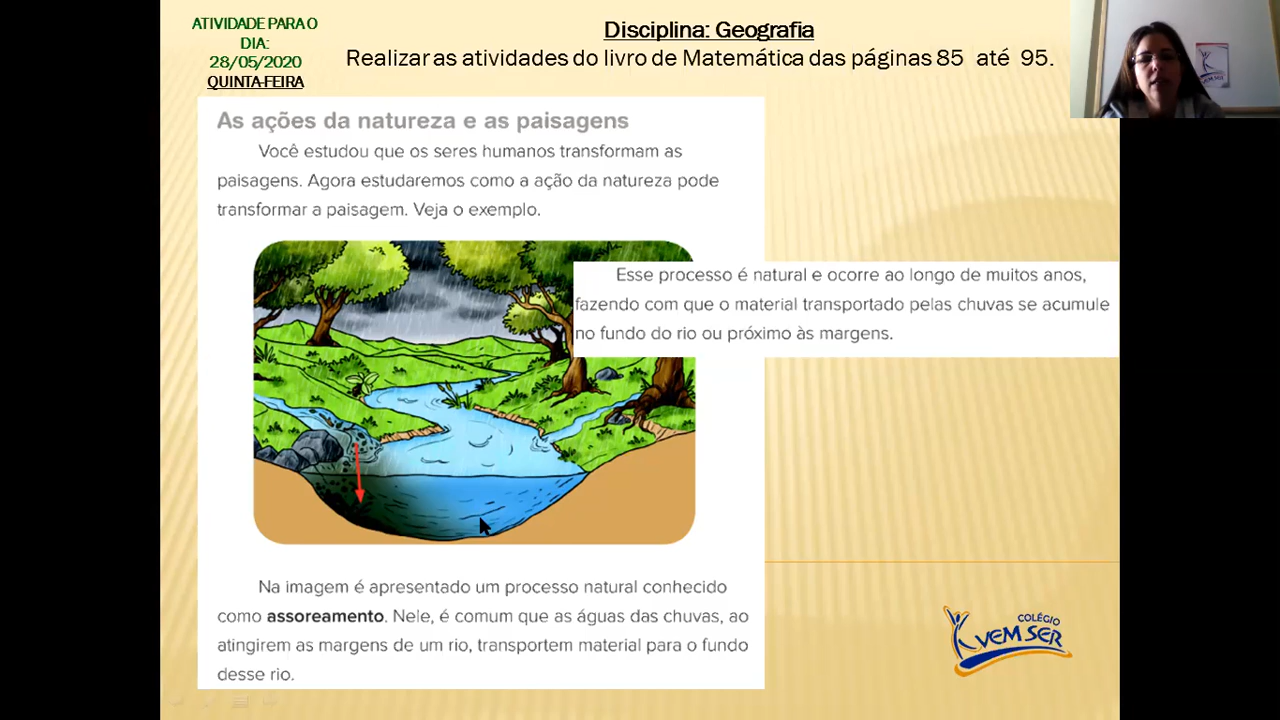 ATIVIDADE PARA O
DIA:
28/05/2020
QUINTA-FEIRA
Disciplina: Geografia
Realizar as atividades do livro de Matemática das páginas 85 até 95.
As ações da natureza e as paisagens
Você estudou que os seres humanos transformam as
paisagens. Agora estudaremos como a ação da natureza pode
transformar a paisagem. Veja o exemplo.
Esse processo é natural e ocorre ao longo de muitos anos,
fazendo com que o material transportado pelas chuvas se acumule
no fundo do rio ou próximo às margens.
Na imagem é apresentado um processo natural conhecido
como assoreamento. Nele, é comum que as águas das chuvas, ao
atingirem as margens de um rio, transportem material para o fundo
desse rio.
COLÉGIO
VEM SER
VEM SER